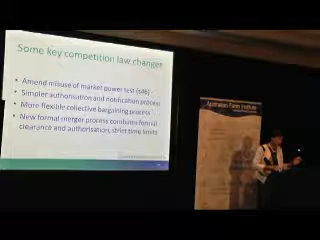 Some key competition law changes
• Amend misuse of market power test (s46)
• Simpler authorisation and notification process
• More flexible collective bargaining process
• New formal merger process combines formal
clearance and authorisation, strict time limits
Australian Farm Institute